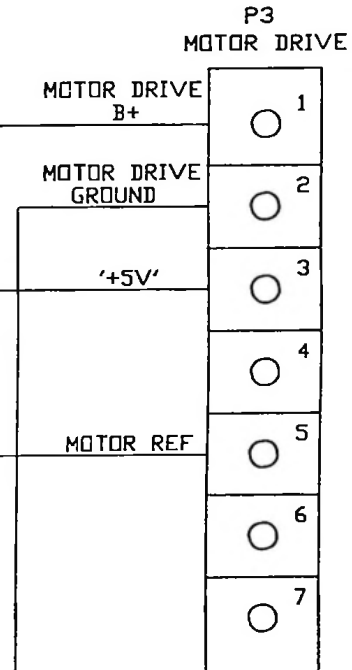 P3
MOTOR DRIVE
MOTOR DRIVE
B+
1
MOTOR DRIVE
GROUND
2
'+5V'
3
4
MOTOR REF
5
6
7